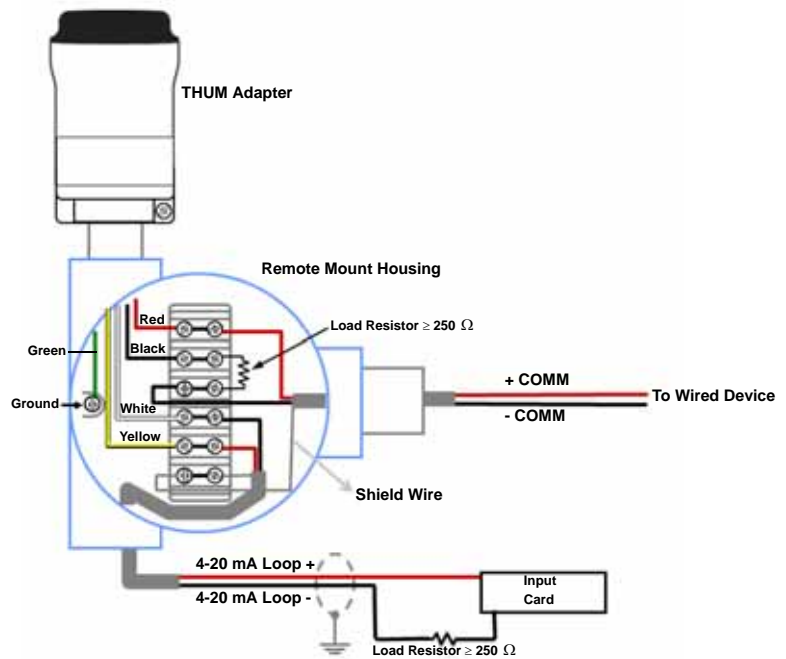 THUM Adapter
Remote Mount Housing
Red
Load Resistor ≥ 250 Ω
Black
Green
Ground
White
Yellow
+ COMM
To Wired Device
- COMM
Shield Wire
4-20 mA Loop +
4-20 mA Loop -
Input
Card
Load Resistor ≥ 250 Ω